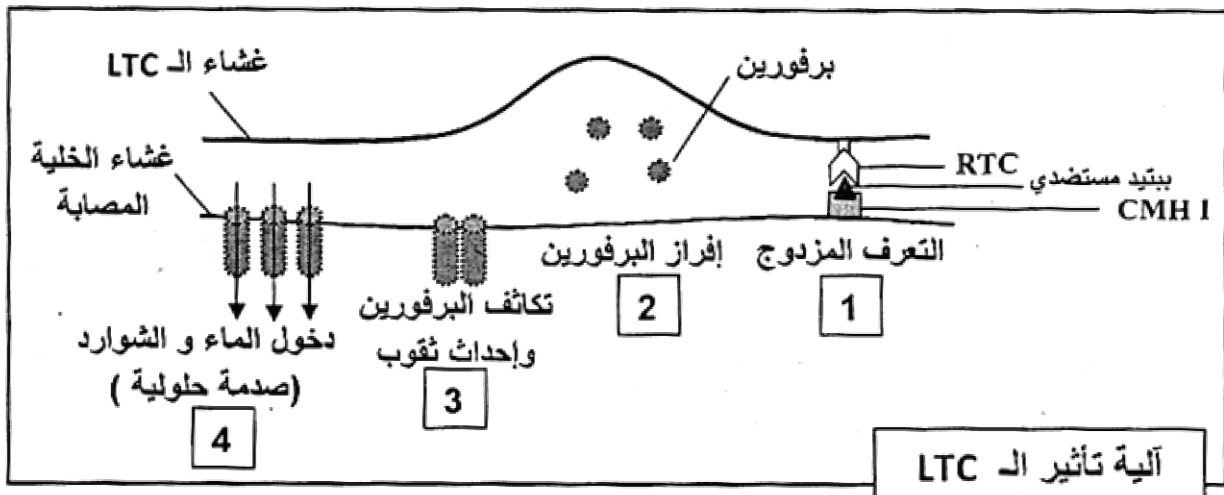 غشاء الـ LTC
برفورين
غشاء الخلية
المصابة
RTC
ببتيد مستضدي
CMH I
التعرف المزدوج
1
إفراز البرفورين
2
تكاثف البرفورين
وإحداث ثقوب
3
دخول الماء و الشوارد
(صدمة حلولية )
4
آلية تأثير الـ LTC